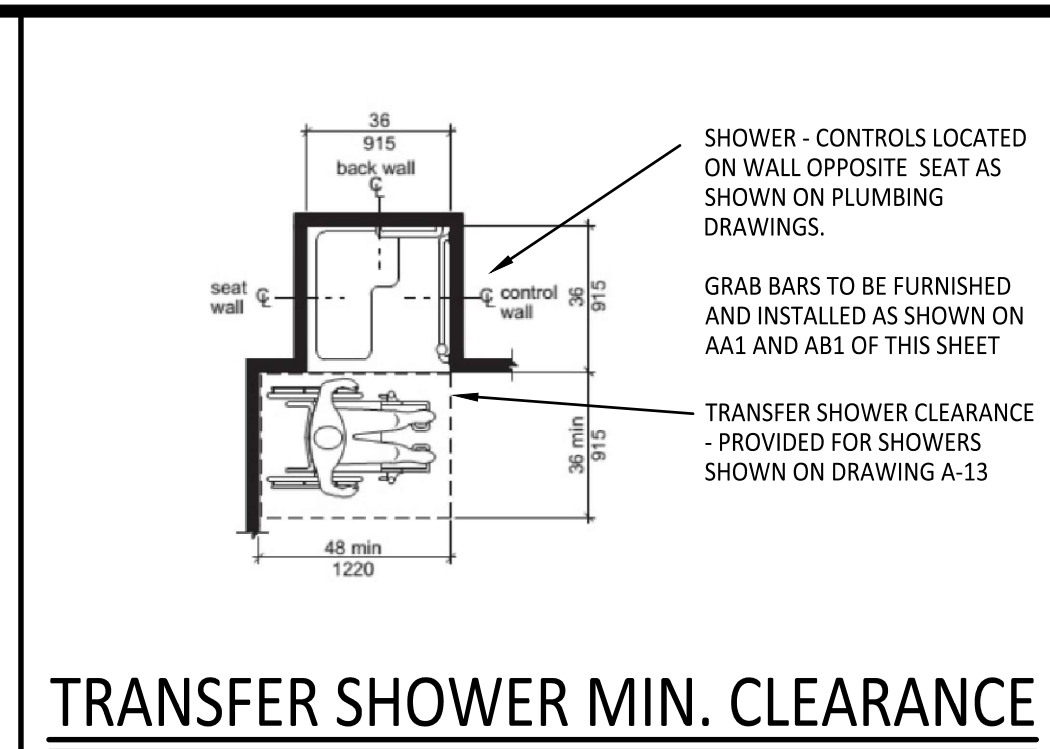 36
915
back wall
℄
SHOWER - CONTROLS LOCATED
ON WALL OPPOSITE SEAT AS
SHOWN ON PLUMBING
DRAWINGS.
seat
wall
℄
℄
control
wall
36
915
GRAB BARS TO BE FURNISHED
AND INSTALLED AS SHOWN ON
AA1 AND AB1 OF THIS SHEET
36 min
915
TRANSFER SHOWER CLEARANCE
- PROVIDED FOR SHOWERS
SHOWN ON DRAWING A-13
48 min
1220
TRANSFER SHOWER MIN. CLEARANCE